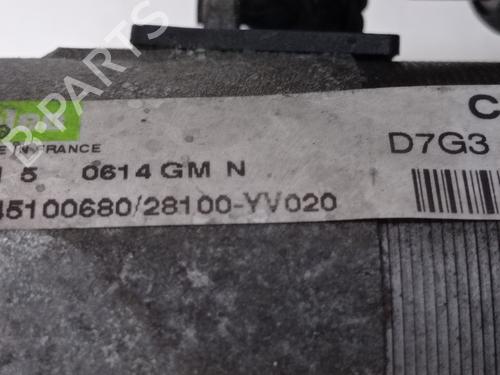 C
E IN FRANCE
D7G3
5 0614 GM N
45100680/28100-YV020
B-PARTS